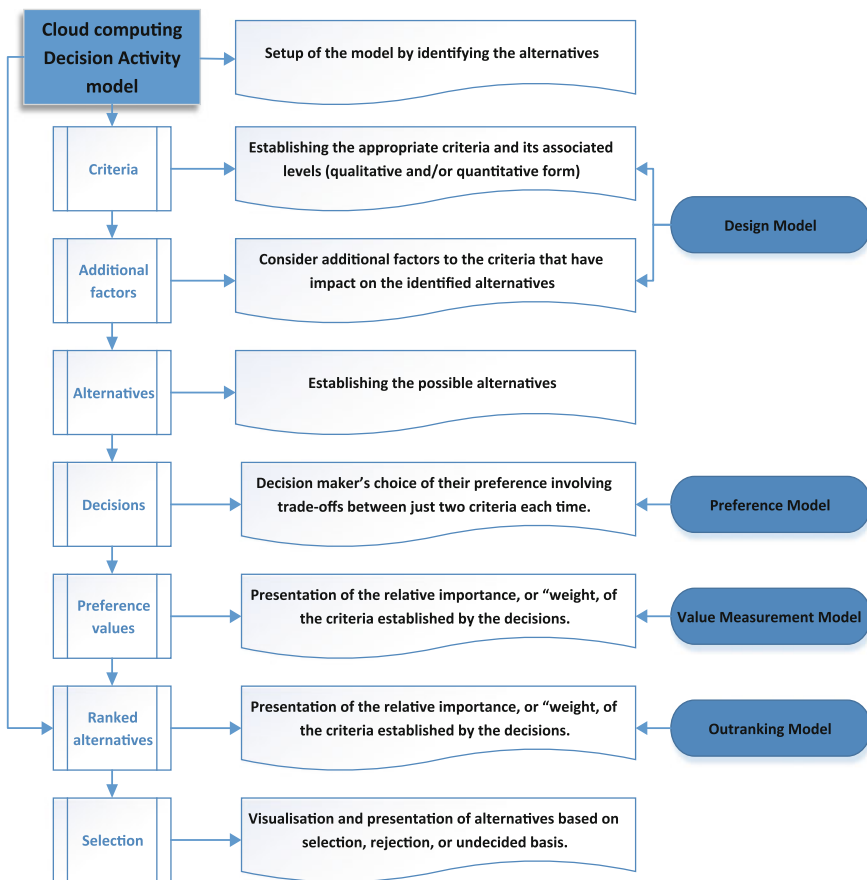 Cloud computing
Decision Activity
model
Setup of the model by identifying the alternatives
Criteria
Establishing the appropriate criteria and its associated
levels (qualitative and/or quantitative form)
Design Model
Additional
factors
Consider additional factors to the criteria that have
impact on the identified alternatives
Alternatives
Establishing the possible alternatives
Decisions
Decision maker’s choice of their preference involving
trade-offs between just two criteria each time.
Preference Model
Preference
values
Presentation of the relative importance, or “weight, of
of the criteria established by the decisions.
Value Measurement Model
Ranked
alternatives
Presentation of the relative importance, or “weight, of
of the criteria established by the decisions.
Outranking Model
Selection
Visualisation and presentation of alternatives based on
selection, rejection, or undecided basis.